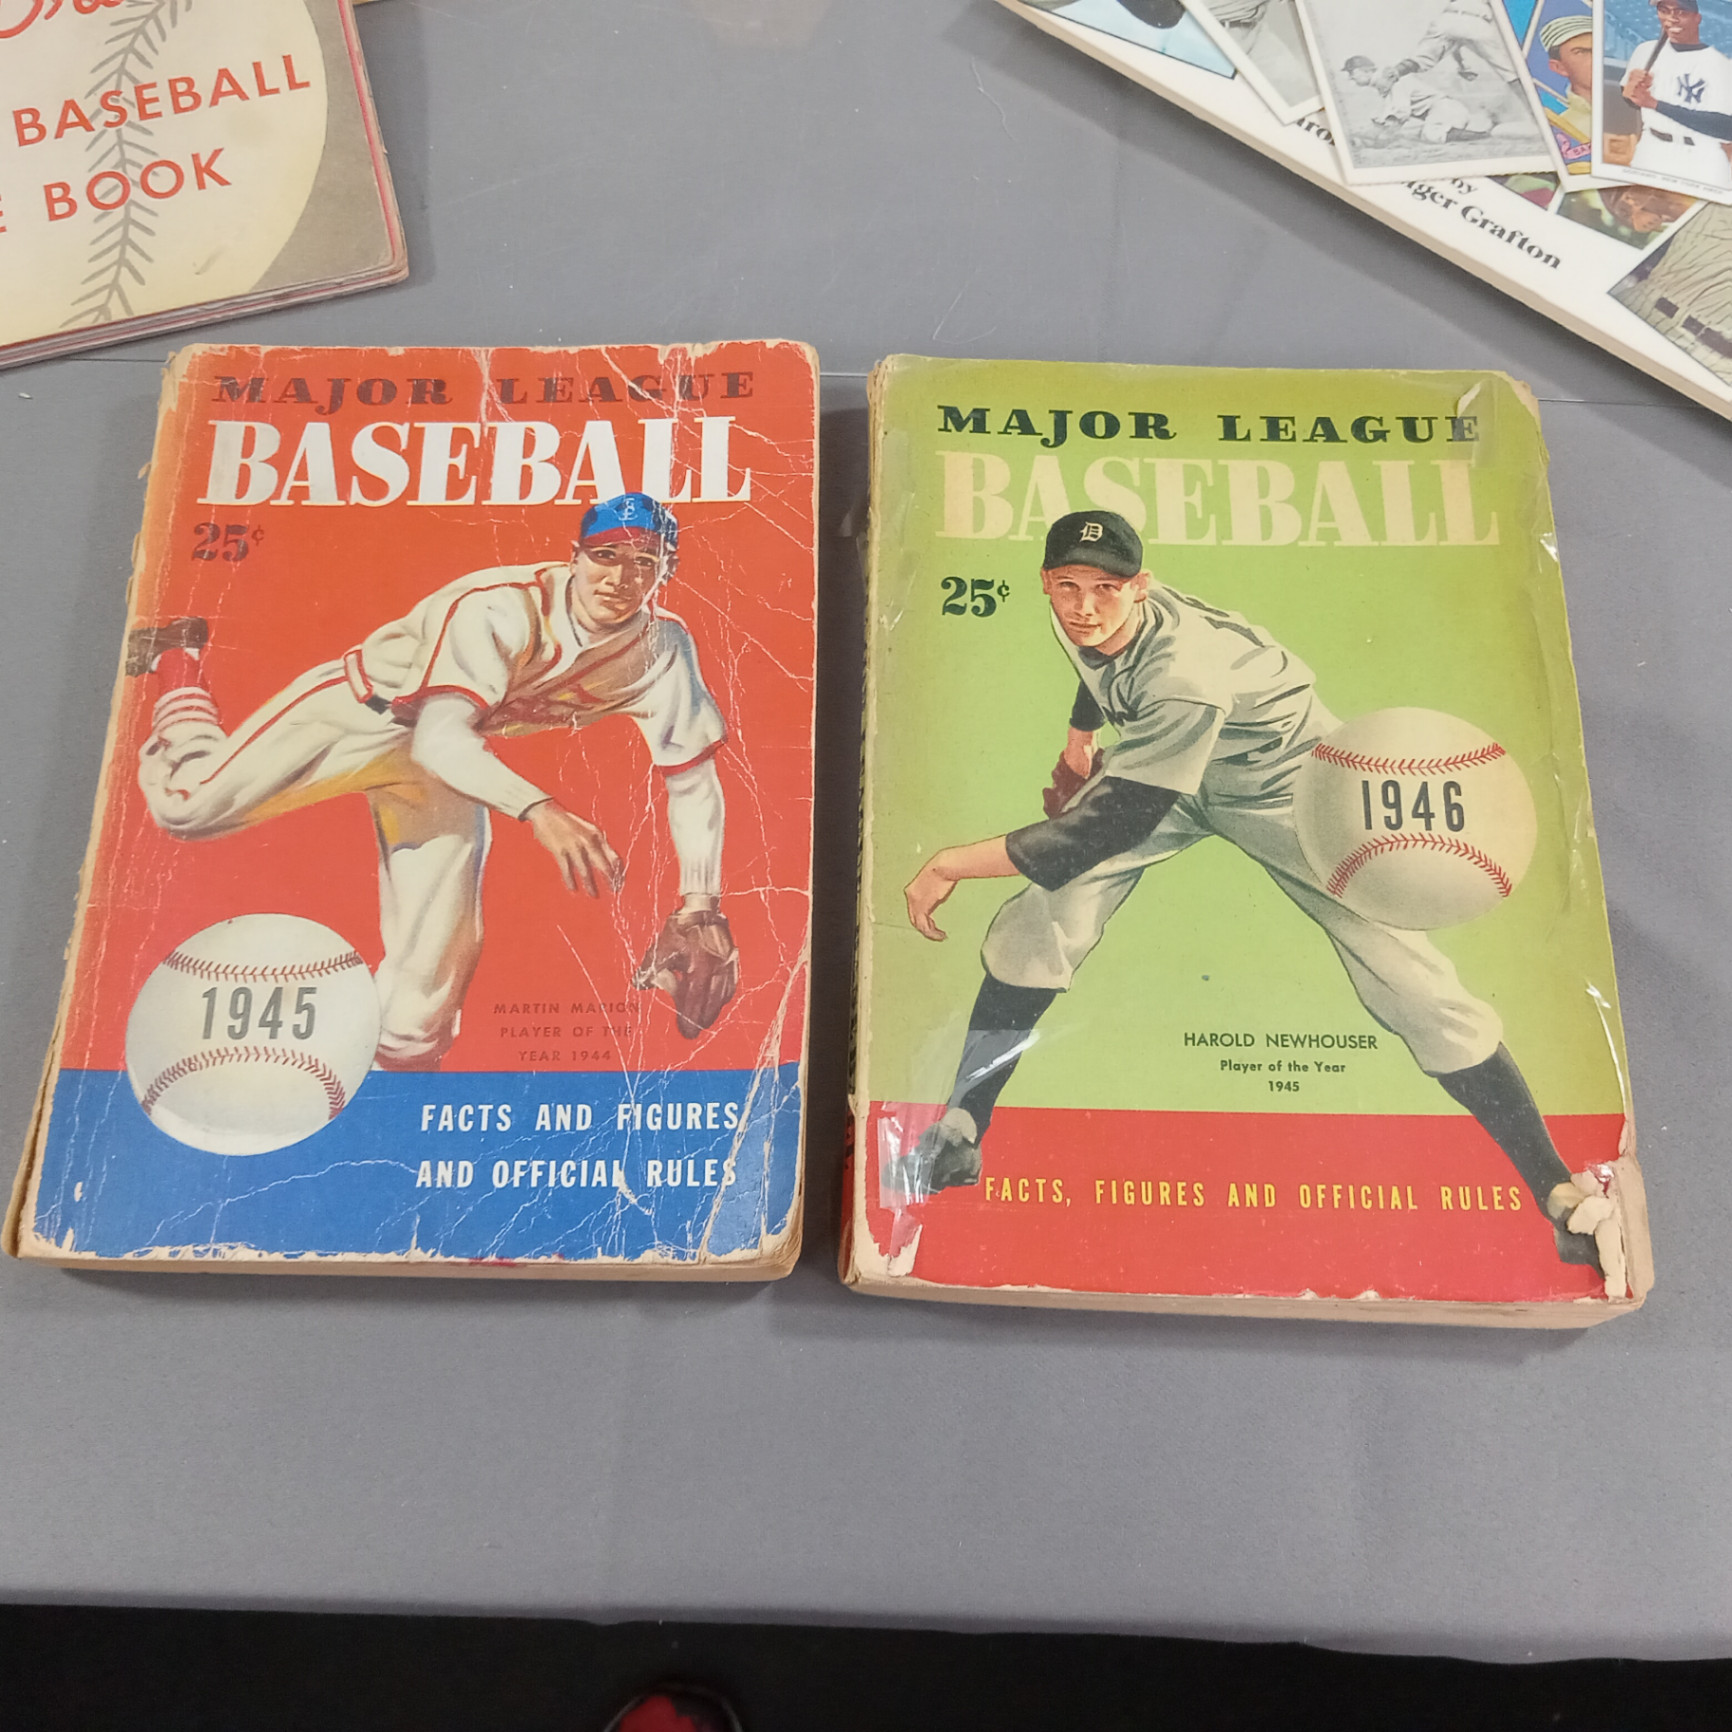 BASEBALL
BOOK
by
Grafton
MAJOR LEAGUE
BASEBALL
25¢
1945
MARTIN MARION
PLAYER OF THE
YEAR 1944
FACTS AND FIGURES
AND OFFICIAL RULES
MAJOR LEAGUE
BASEBALL
25¢
D
1946
HAROLD NEWHOUSER
Player of the Year
1945
FACTS, FIGURES AND OFFICIAL RULES